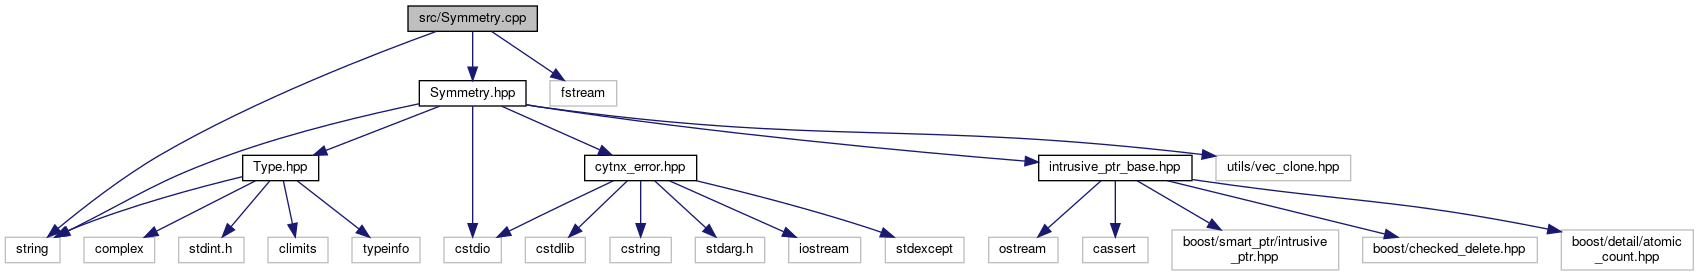 src/Symmetry.cpp
Symmetry.hpp
fstream
Type.hpp
cytnx_error.hpp
intrusive_ptr_base.hpp
utils/vec_clone.hpp
string
complex
stdint.h
climits
typeinfo
cstdio
cstdlib
cstring
stdarg.h
iostream
stdexcept
ostream
cassert
boost/smart_ptr/intrusive
_ptr.hpp
boost/checked_delete.hpp
boost/detail/atomic
_count.hpp